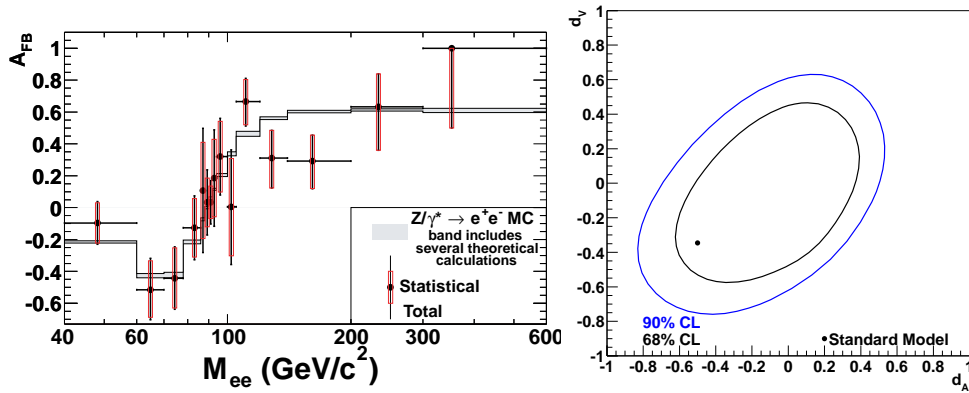 A_FB
1
0.8
0.6
0.4
0.2
0
-0.2
-0.4
-0.6
40
60
100
200
300
400
600
M_ee (GeV/c²)
Z/γ* → e⁺e⁻ MC
band includes
several theoretical
calculations
Statistical
Total
d_V
1
0.8
0.6
0.4
0.2
0
-0.2
-0.4
-0.6
-0.8
-1
-1
-0.8
-0.6
-0.4
-0.2
0
0.2
0.4
0.6
0.8
1
d_A
90% CL
68% CL
Standard Model